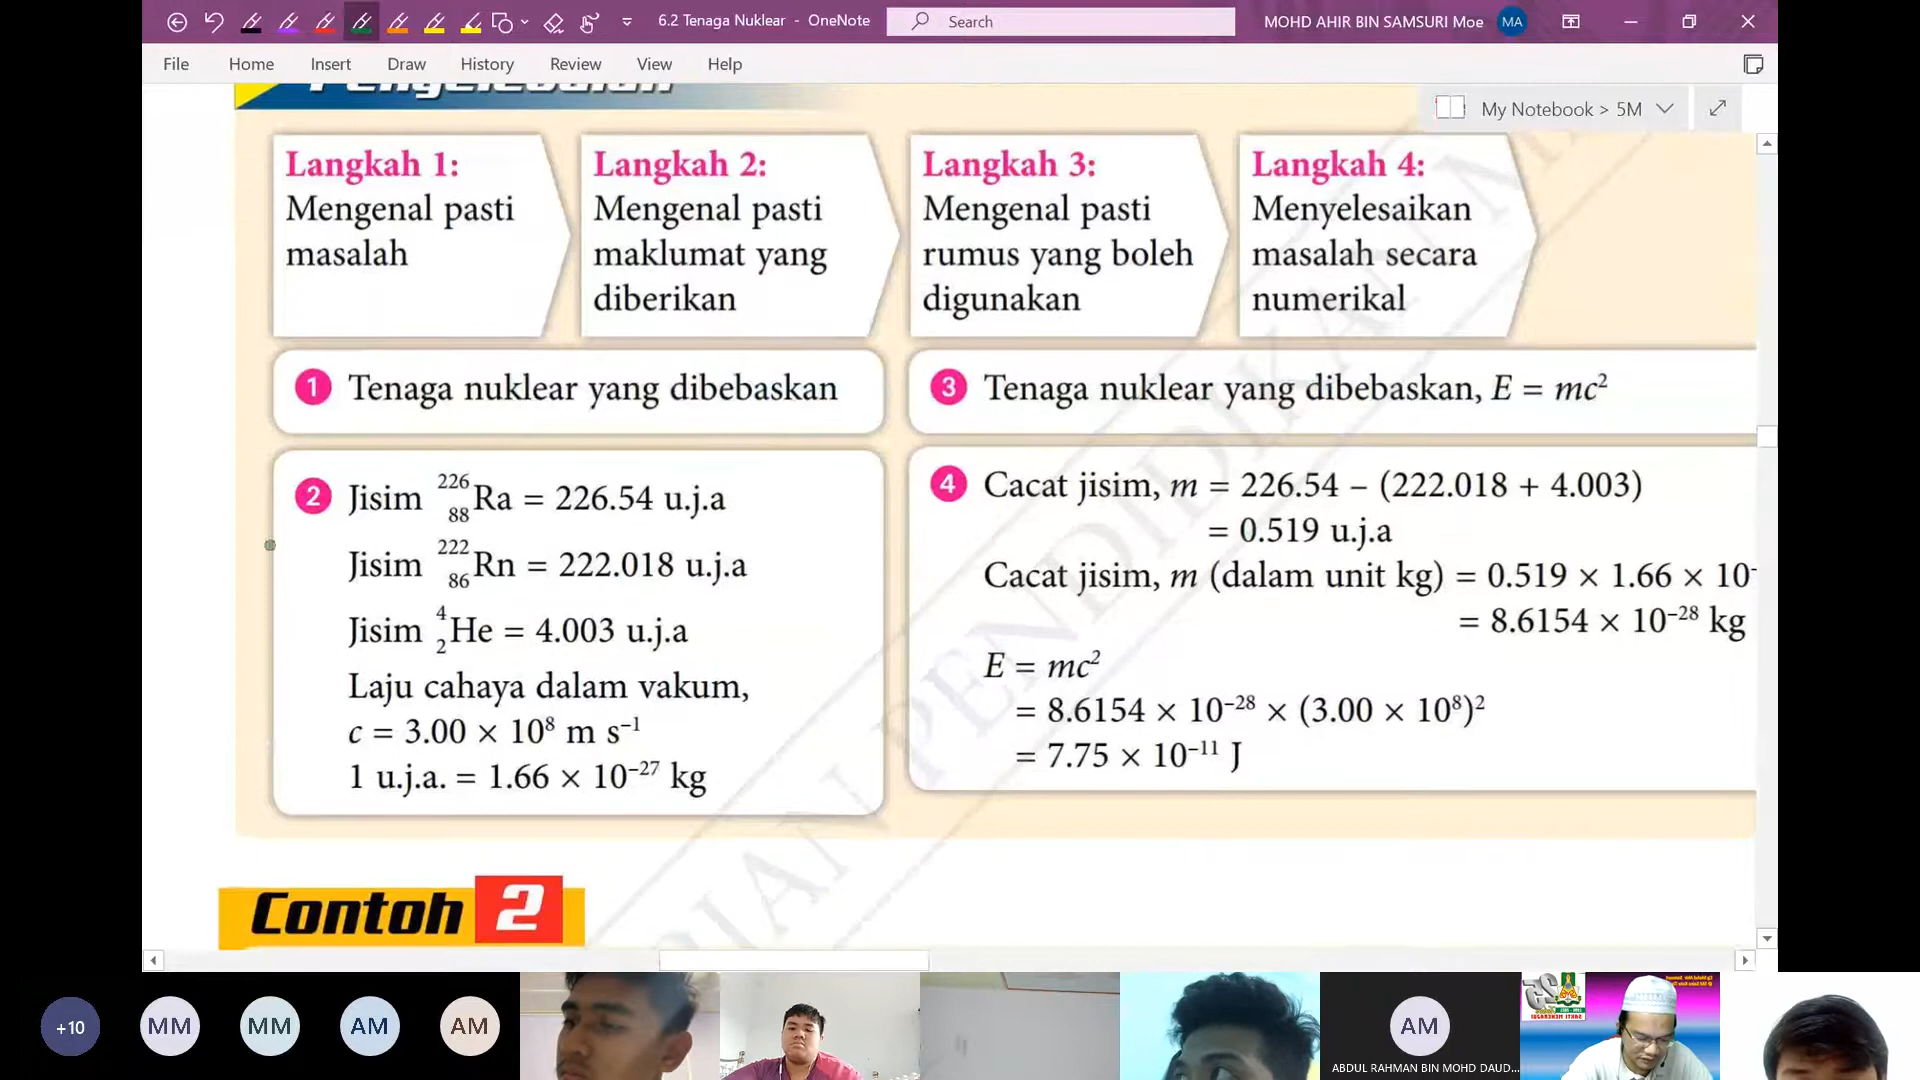 6.2 Tenaga Nuklear - OneNote
Search
MOHD AHIR BIN SAMSURI Moe
MA
File Home Insert Draw History Review View Help
My Notebook > 5M
Penyelesaian
Langkah 1:
Mengenal pasti
masalah
Langkah 2:
Mengenal pasti
maklumat yang
diberikan
Langkah 3:
Mengenal pasti
rumus yang boleh
digunakan
Langkah 4:
Menyelesaikan
masalah secara
numerikal
1 Tenaga nuklear yang dibebaskan
3 Tenaga nuklear yang dibebaskan, E = mc²
2 Jisim ²²⁶₈₈Ra = 226.54 u.j.a
Jisim ²²²₈₆Rn = 222.018 u.j.a
Jisim ⁴₂He = 4.003 u.j.a
Laju cahaya dalam vakum,
c = 3.00 × 10⁸ m s⁻¹
1 u.j.a. = 1.66 × 10⁻²⁷ kg
4 Cacat jisim, m = 226.54 – (222.018 + 4.003)
= 0.519 u.j.a
Cacat jisim, m (dalam unit kg) = 0.519 × 1.66 × 10⁻
= 8.6154 × 10⁻²⁸ kg
E = mc²
= 8.6154 × 10⁻²⁸ × (3.00 × 10⁸)²
= 7.75 × 10⁻¹¹ J
Contoh 2
+10
MM
MM
AM
AM
AM
ABDUL RAHMAN BIN MOHD DAUD...